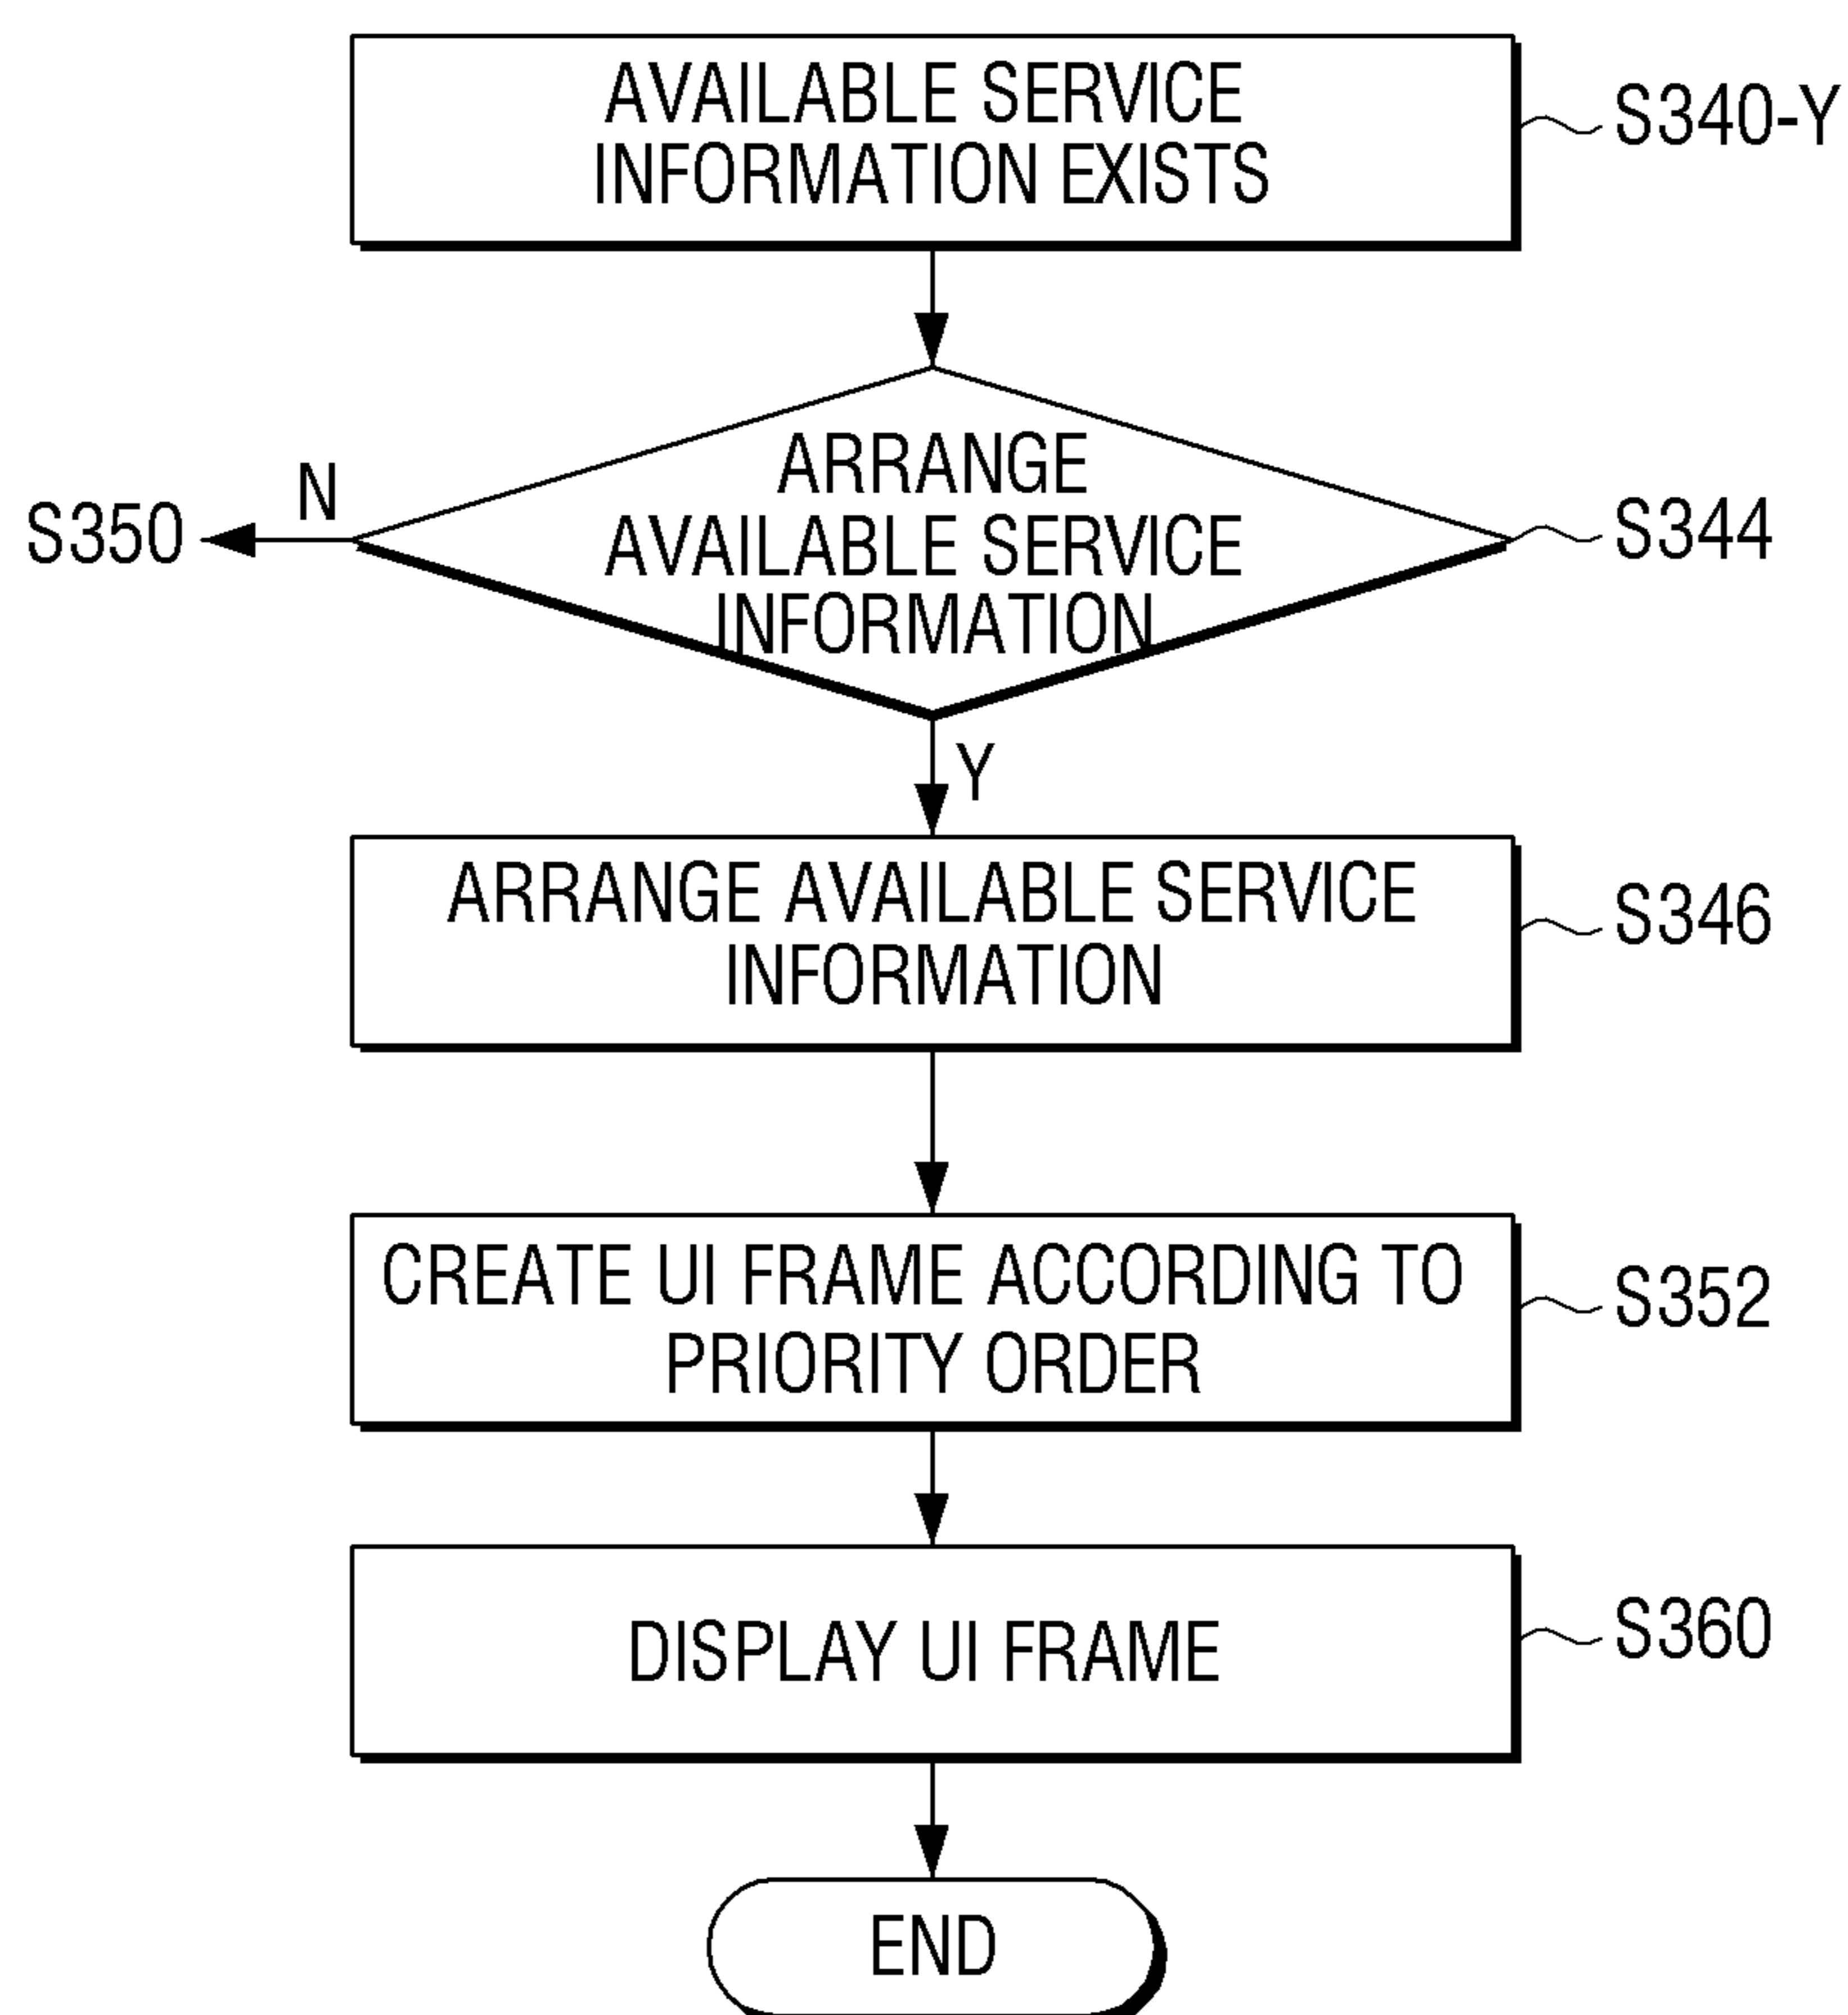 AVAILABLE SERVICE
INFORMATION EXISTS
S340-Y
ARRANGE
AVAILABLE SERVICE
INFORMATION
S344
N
S350
Y
ARRANGE AVAILABLE SERVICE
INFORMATION
S346
CREATE UI FRAME ACCORDING TO
PRIORITY ORDER
S352
DISPLAY UI FRAME
S360
END